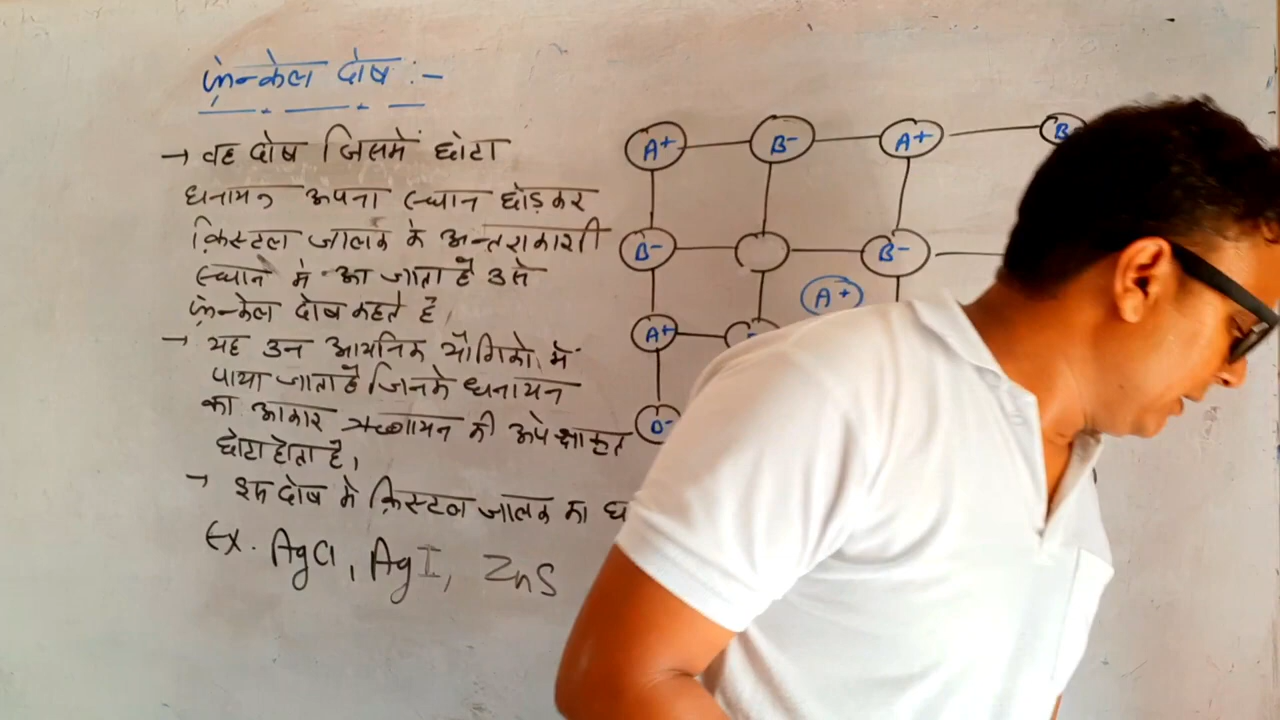 फ्रेन्केल दोष :-
→ वह दोष जिसमें छोटा
धनायन अपना स्थान छोड़कर
क्रिस्टल जालक के अन्तराकाशी
स्थान में आ जाता है उसे
फ्रेन्केल दोष कहते है,
→ यह उन आयनिक यौगिको में
पाया जाता है जिनके धनायन
का आकार ऋणायन की अपेक्षाकृत
छोटा होता है,
→ इस दोष मे क्रिस्टल जालक का
Ex. AgCl, AgI, ZnS
A+ B- A+ B
B- B-
A+
A+